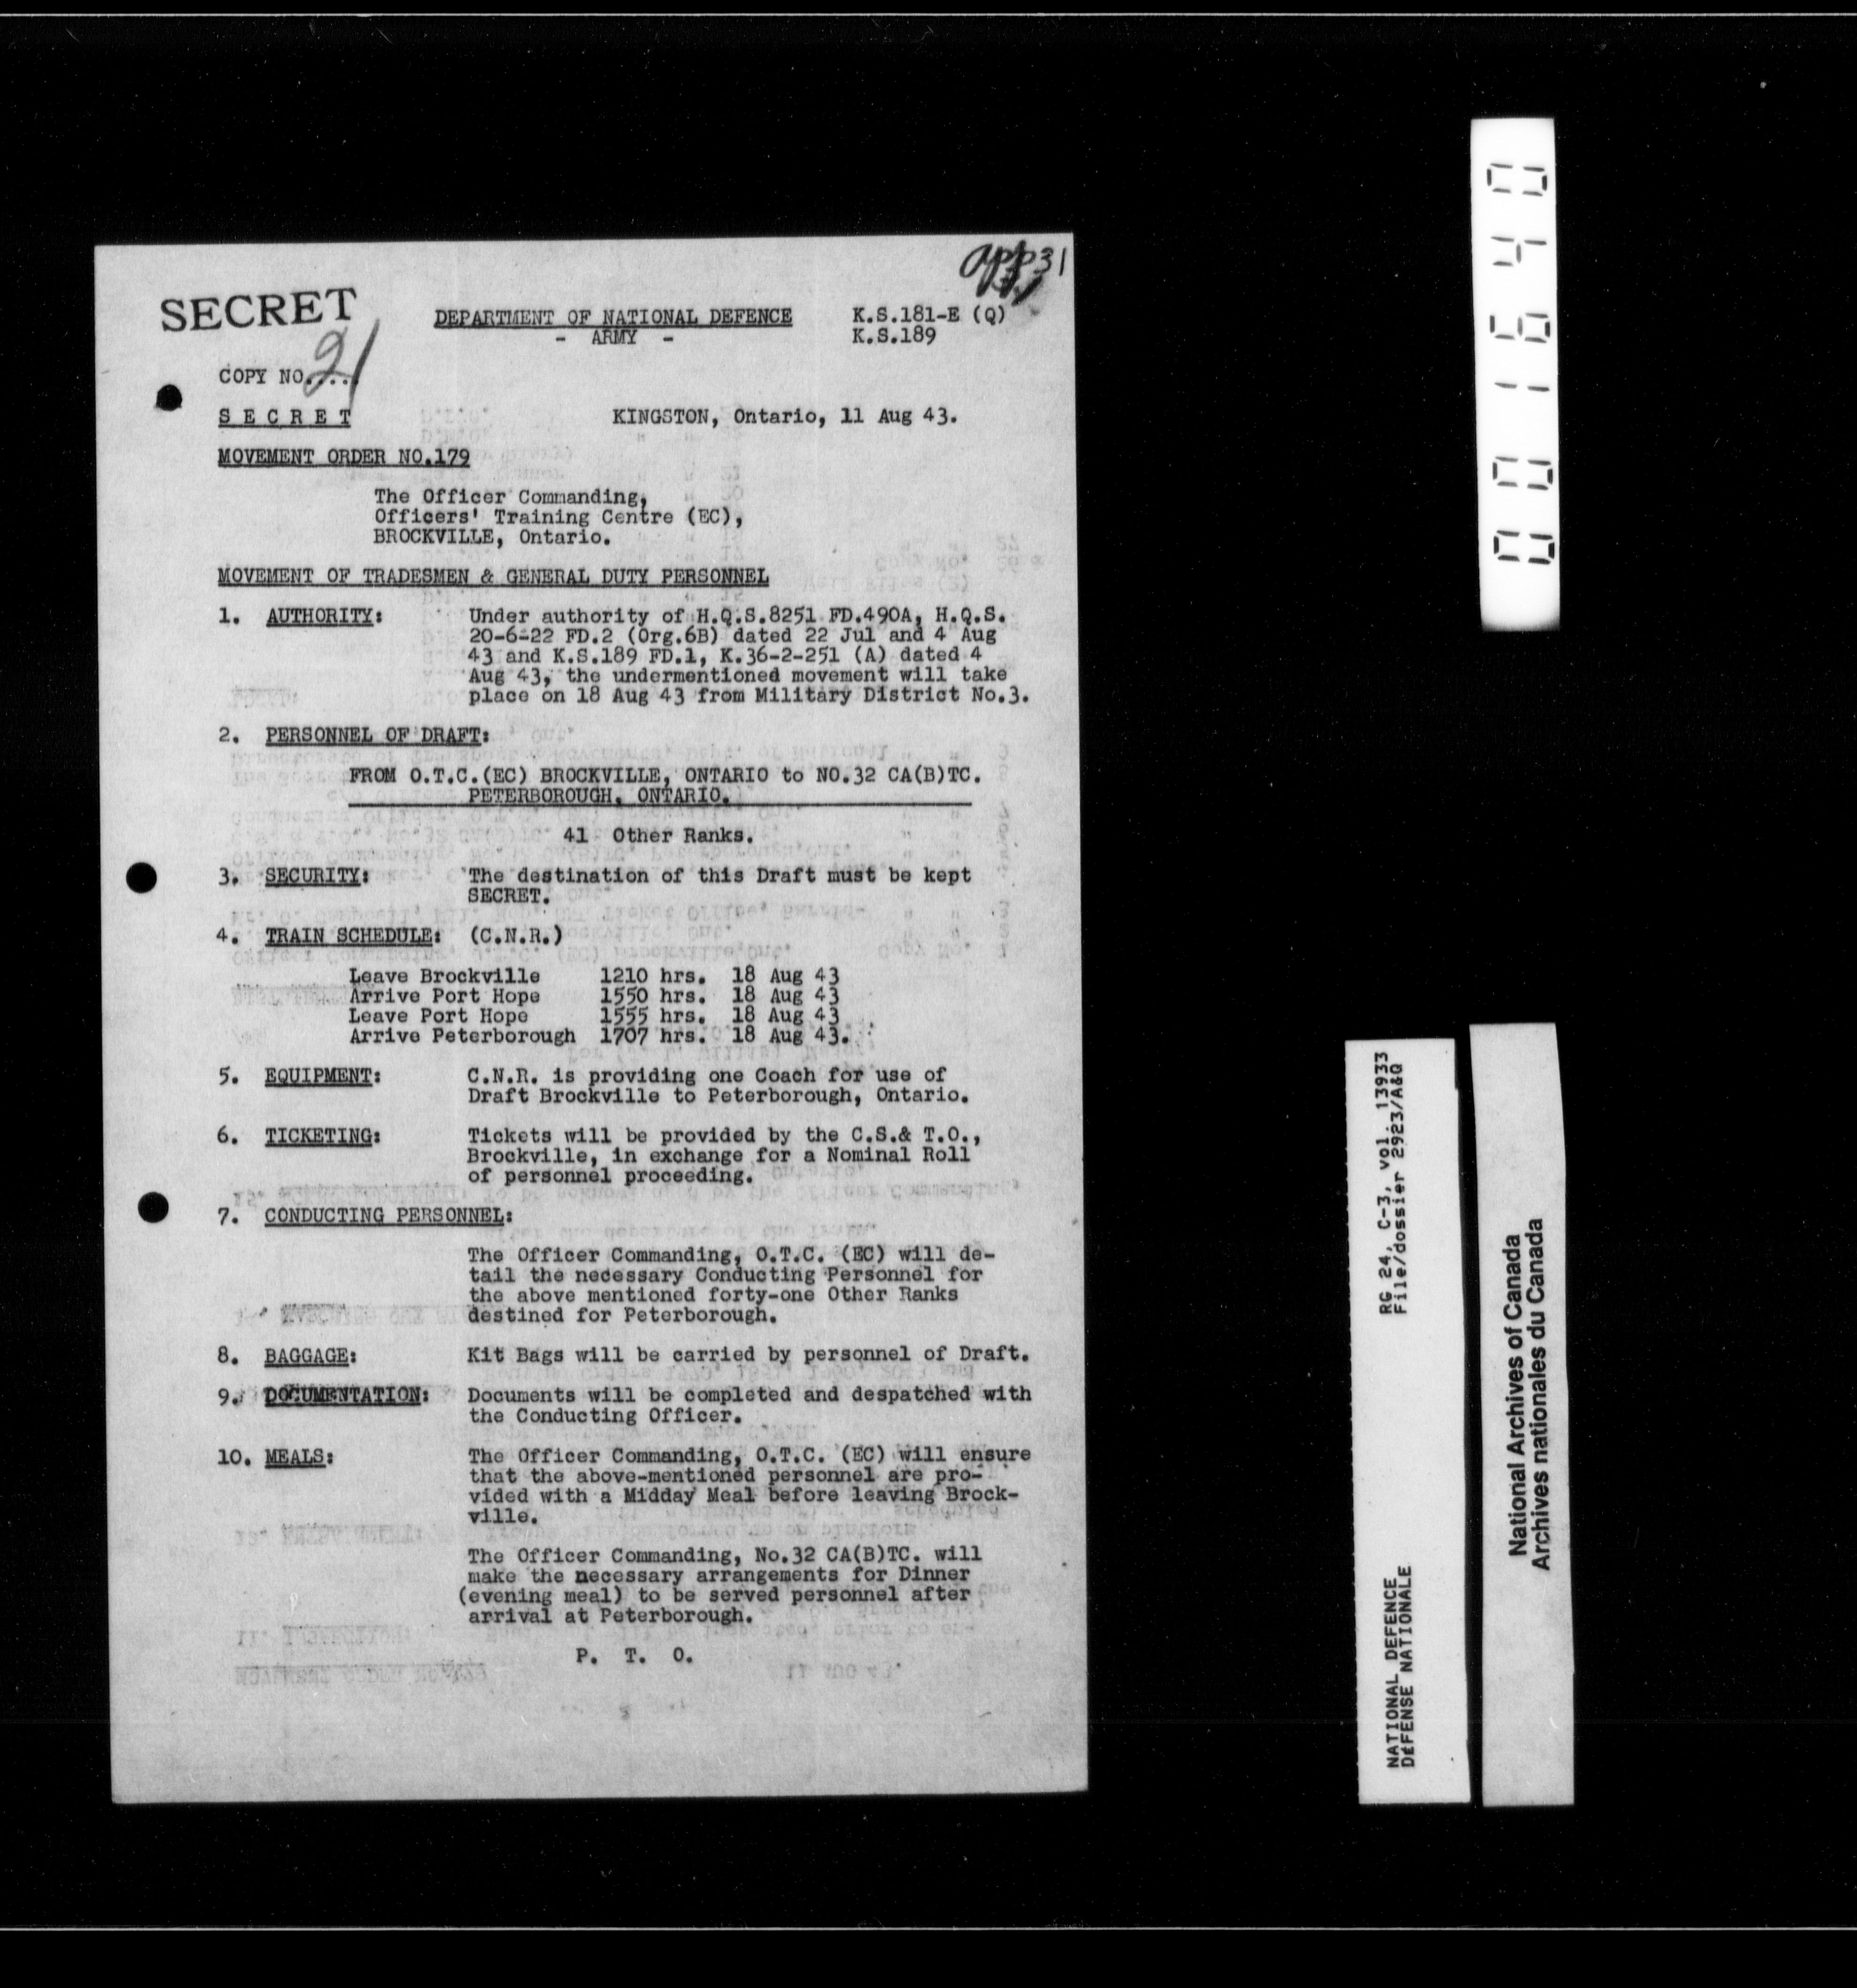 app 31
SECRET
DEPARTMENT OF NATIONAL DEFENCE
- ARMY -
K.S.181-E (Q)
K.S.189
COPY NO..... 21
S E C R E T
KINGSTON, Ontario, 11 Aug 43.
MOVEMENT ORDER NO.179
The Officer Commanding,
Officers' Training Centre (EC),
BROCKVILLE, Ontario.
MOVEMENT OF TRADESMEN & GENERAL DUTY PERSONNEL
1. AUTHORITY: Under authority of H.Q.S.8251 FD.490A, H.Q.S.
20-6-22 FD.2 (Org.6B) dated 22 Jul and 4 Aug
43 and K.S.189 FD.1, K.36-2-251 (A) dated 4
Aug 43, the undermentioned movement will take
place on 18 Aug 43 from Military District No.3.
2. PERSONNEL OF DRAFT:
FROM O.T.C.(EC) BROCKVILLE, ONTARIO to NO.32 CA(B)TC.
PETERBOROUGH, ONTARIO.
41 Other Ranks.
3. SECURITY: The destination of this Draft must be kept
SECRET.
4. TRAIN SCHEDULE: (C.N.R.)
Leave Brockville 1210 hrs. 18 Aug 43
Arrive Port Hope 1550 hrs. 18 Aug 43
Leave Port Hope 1555 hrs. 18 Aug 43
Arrive Peterborough 1707 hrs. 18 Aug 43.
5. EQUIPMENT: C.N.R. is providing one Coach for use of
Draft Brockville to Peterborough, Ontario.
6. TICKETING: Tickets will be provided by the C.S.& T.O.,
Brockville, in exchange for a Nominal Roll
of personnel proceeding.
7. CONDUCTING PERSONNEL:
The Officer Commanding, O.T.C. (EC) will de-
tail the necessary Conducting Personnel for
the above mentioned forty-one Other Ranks
destined for Peterborough.
8. BAGGAGE: Kit Bags will be carried by personnel of Draft.
9. DOCUMENTATION: Documents will be completed and despatched with
the Conducting Officer.
10. MEALS: The Officer Commanding, O.T.C. (EC) will ensure
that the above-mentioned personnel are pro-
vided with a Midday Meal before leaving Brock-
ville.
The Officer Commanding, No.32 CA(B)TC. will
make the necessary arrangements for Dinner
(evening meal) to be served personnel after
arrival at Peterborough.
P. T. O.
001640
RG 24, C-3, vol. 13933
File/dossier 2923/A&Q
NATIONAL DEFENCE
DÉFENSE NATIONALE
National Archives of Canada
Archives nationales du Canada